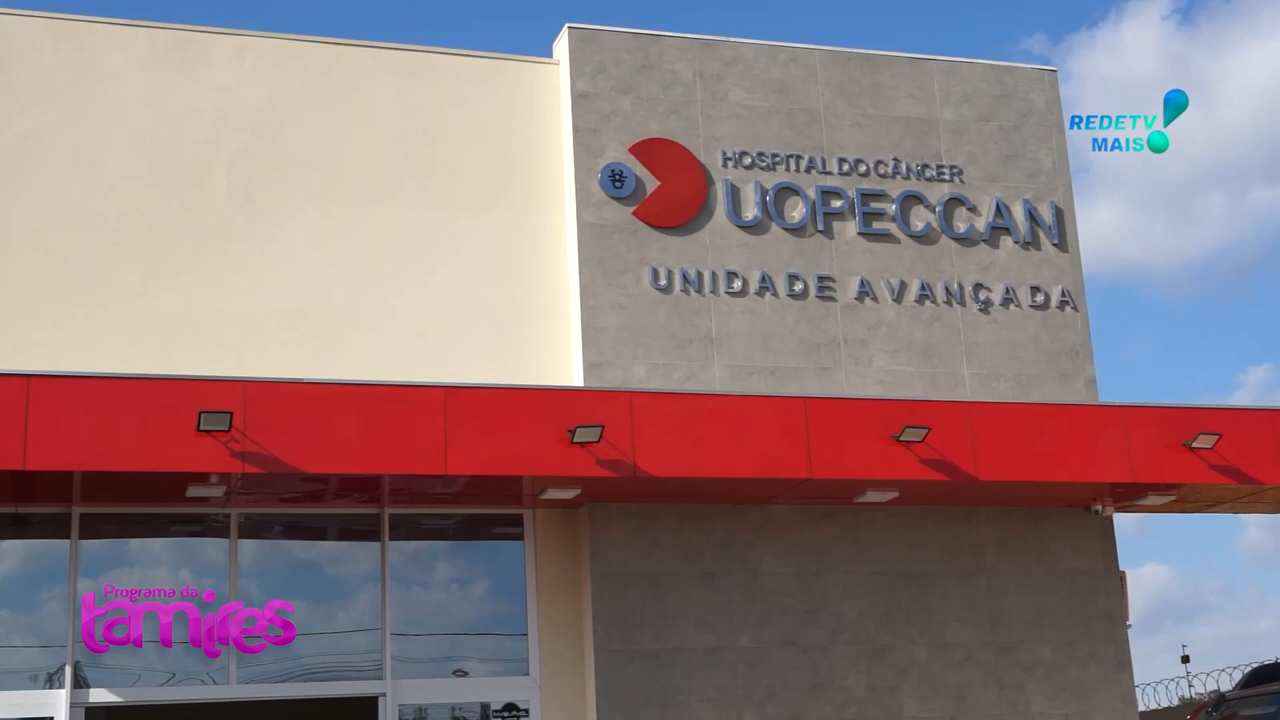 HOSPITAL DO CÂNCER
UOPECCAN
UNIDADE AVANÇADA
REDETV!
MAIS
Programa da
Tamires